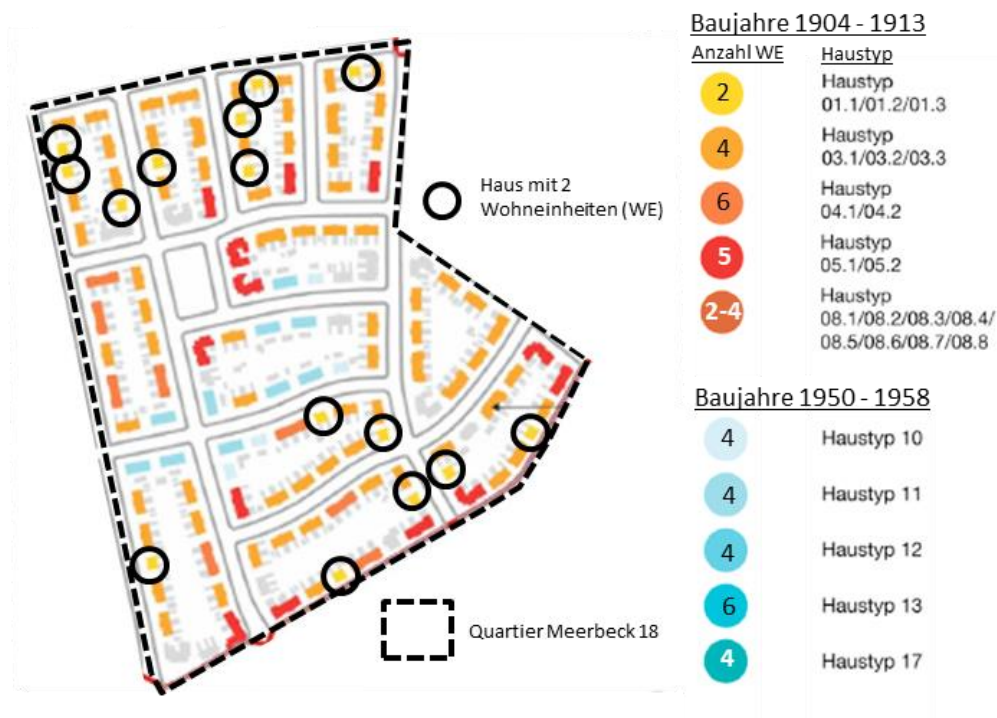 Baujahre 1904 - 1913
Anzahl WE
Haustyp
2
Haustyp
01.1/01.2/01.3
4
Haustyp
03.1/03.2/03.3
6
Haustyp
04.1/04.2
5
Haustyp
05.1/05.2
2-4
Haustyp
08.1/08.2/08.3/08.4/
08.5/08.6/08.7/08.8
Haus mit 2
Wohneinheiten (WE)
Baujahre 1950 - 1958
4
Haustyp 10
4
Haustyp 11
4
Haustyp 12
6
Haustyp 13
4
Haustyp 17
Quartier Meerbeck 18